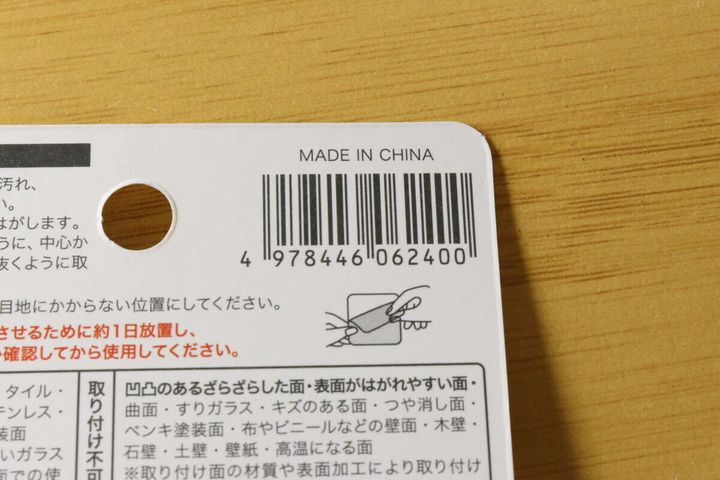 MADE IN CHINA
4 978446 062400
汚れ、
い。
はがします。
うに、中心か
抜くように取
目地にかからない位置にしてください。
させるために約1日放置し、
確認してから使用してください。
タイル・
テンレス・
装面
いガラス
面での使
取り付け不可
凹凸のあるざらざらした面・表面がはがれやすい面・
曲面・すりガラス・キズのある面・つや消し面・
ペンキ塗装面・布やビニールなどの壁面・木壁・
石壁・土壁・壁紙・高温になる面
※取り付け面の材質や表面加工により取り付け